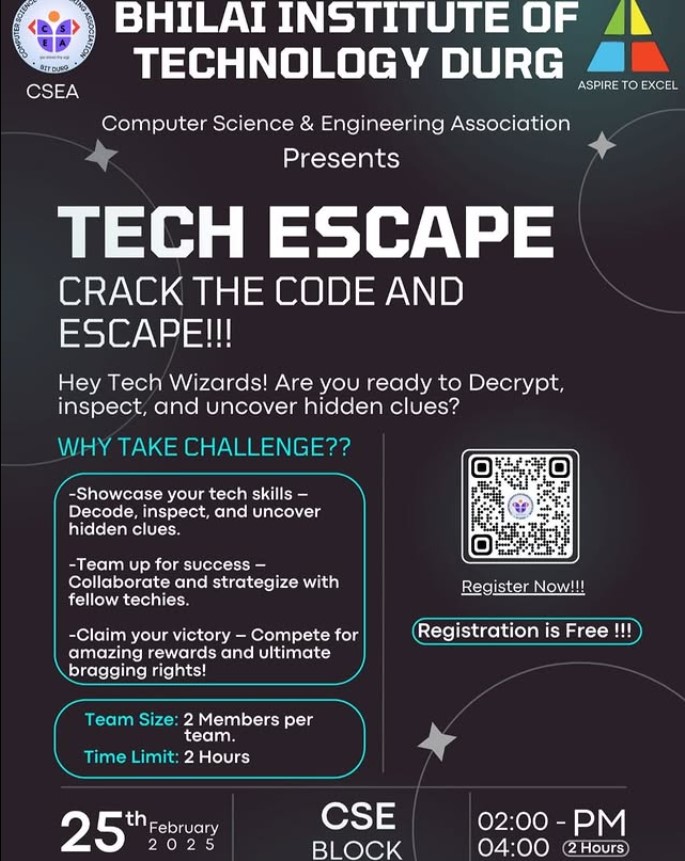 BHILAI INSTITUTE OF
TECHNOLOGY DURG
CSEA
ASPIRE TO EXCEL
Computer Science & Engineering Association
Presents
TECH ESCAPE
CRACK THE CODE AND
ESCAPE!!!
Hey Tech Wizards! Are you ready to Decrypt,
inspect, and uncover hidden clues?
WHY TAKE CHALLENGE??
-Showcase your tech skills –
Decode, inspect, and uncover
hidden clues.
-Team up for success –
Collaborate and strategize with
fellow techies.
-Claim your victory – Compete for
amazing rewards and ultimate
bragging rights!
Register Now!!!
Registration is Free !!!
Team Size: 2 Members per
team.
Time Limit: 2 Hours
25th February
2025
CSE
BLOCK
02:00 - PM
04:00 2 Hours